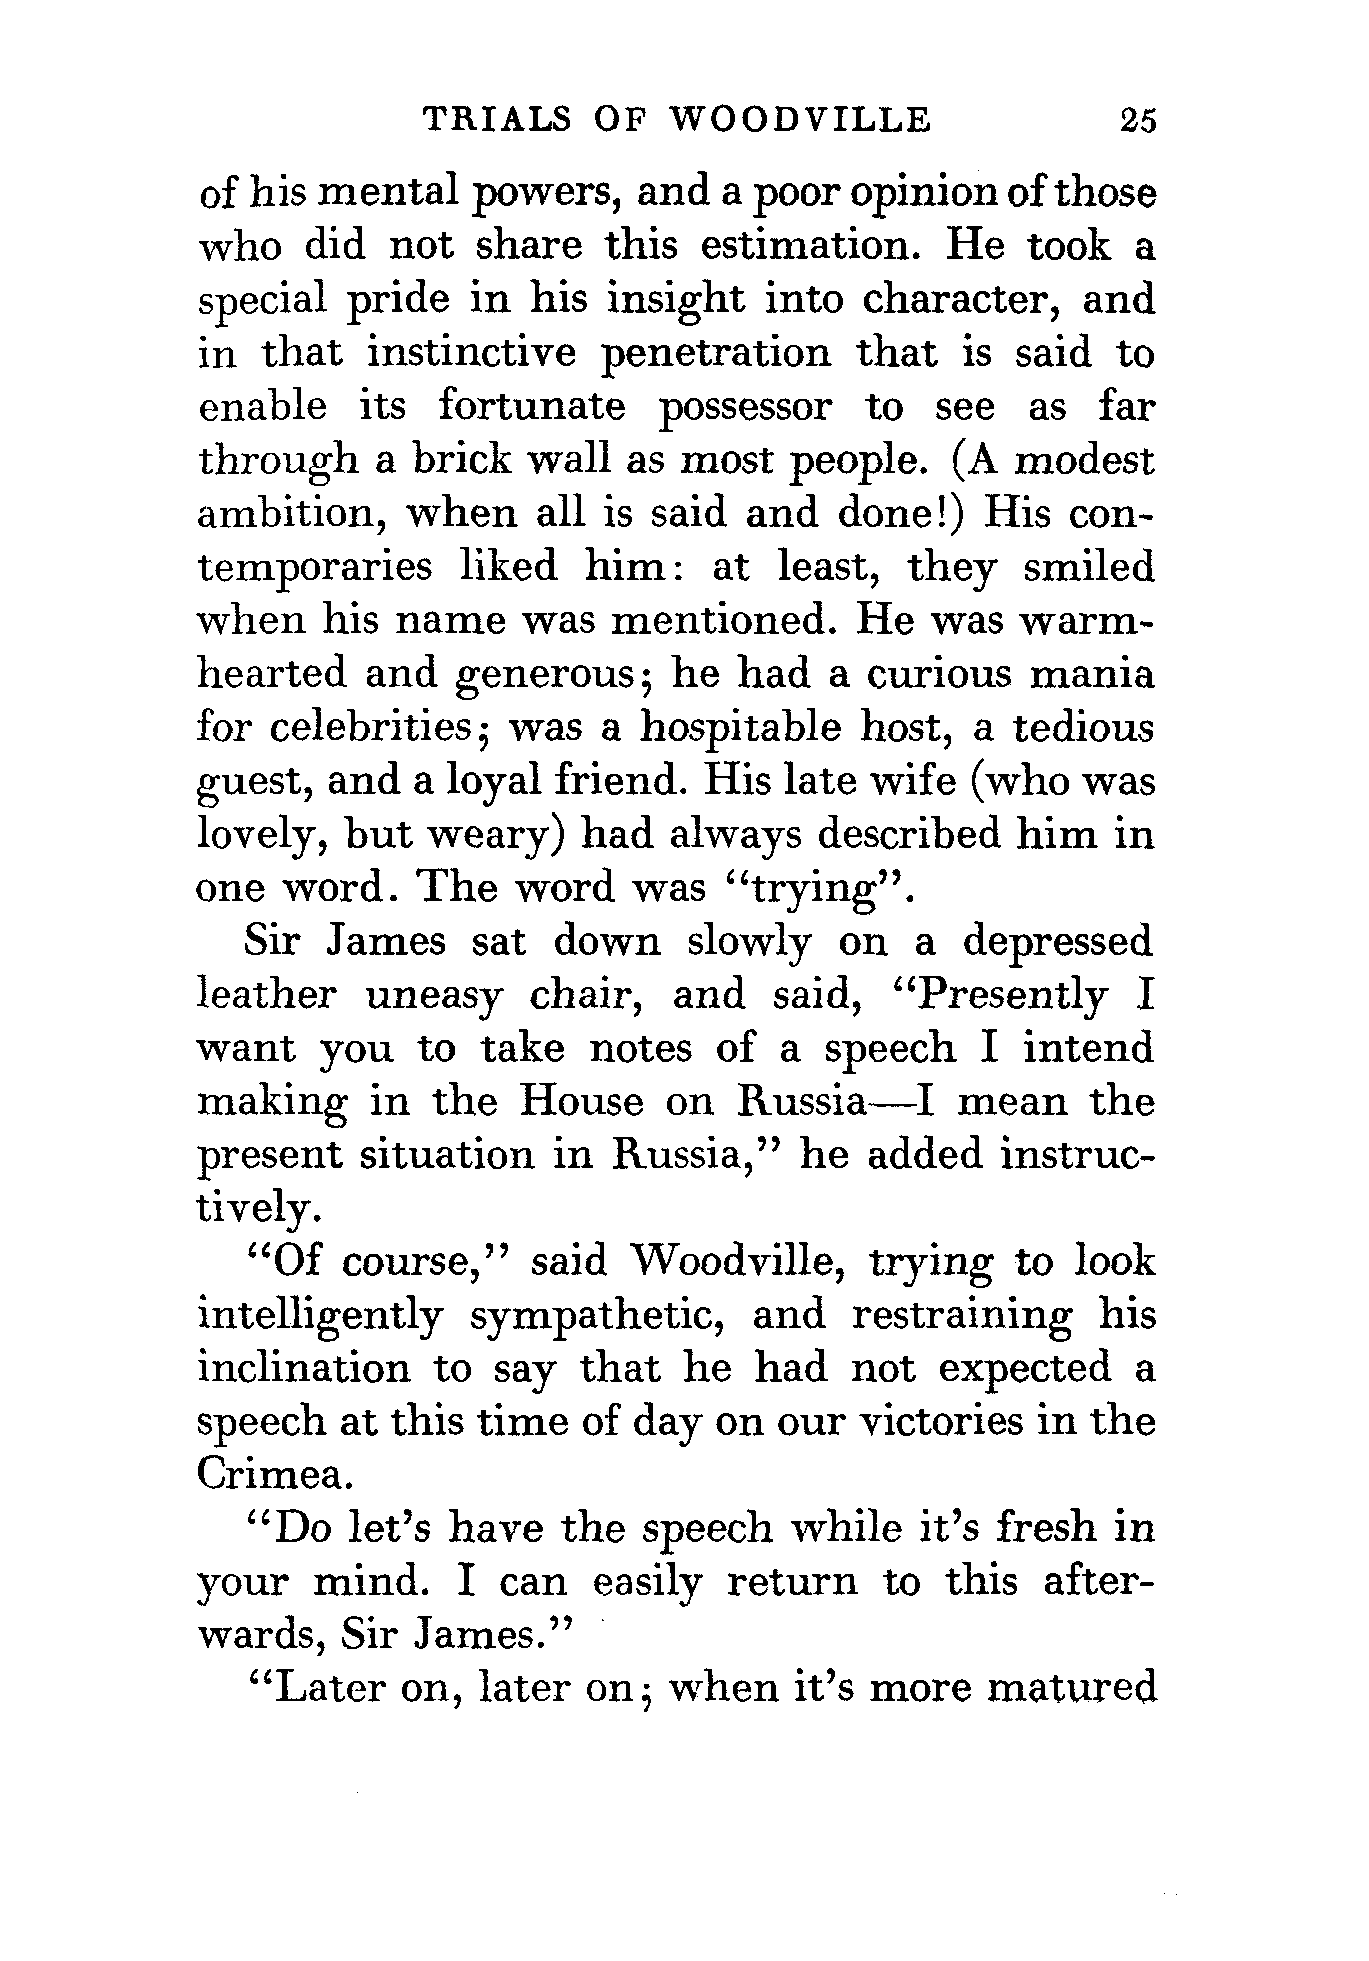 TRIALS OF WOODVILLE 25
of his mental powers, and a poor opinion of those
who did not share this estimation. He took a
special pride in his insight into character, and
in that instinctive penetration that is said to
enable its fortunate possessor to see as far
through a brick wall as most people. (A modest
ambition, when all is said and done!) His con-
temporaries liked him: at least, they smiled
when his name was mentioned. He was warm-
hearted and generous; he had a curious mania
for celebrities; was a hospitable host, a tedious
guest, and a loyal friend. His late wife (who was
lovely, but weary) had always described him in
one word. The word was “trying”.
Sir James sat down slowly on a depressed
leather uneasy chair, and said, “Presently I
want you to take notes of a speech I intend
making in the House on Russia—I mean the
present situation in Russia,” he added instruc-
tively.
“Of course,” said Woodville, trying to look
intelligently sympathetic, and restraining his
inclination to say that he had not expected a
speech at this time of day on our victories in the
Crimea.
“Do let’s have the speech while it’s fresh in
your mind. I can easily return to this after-
wards, Sir James.”
“Later on, later on; when it’s more matured